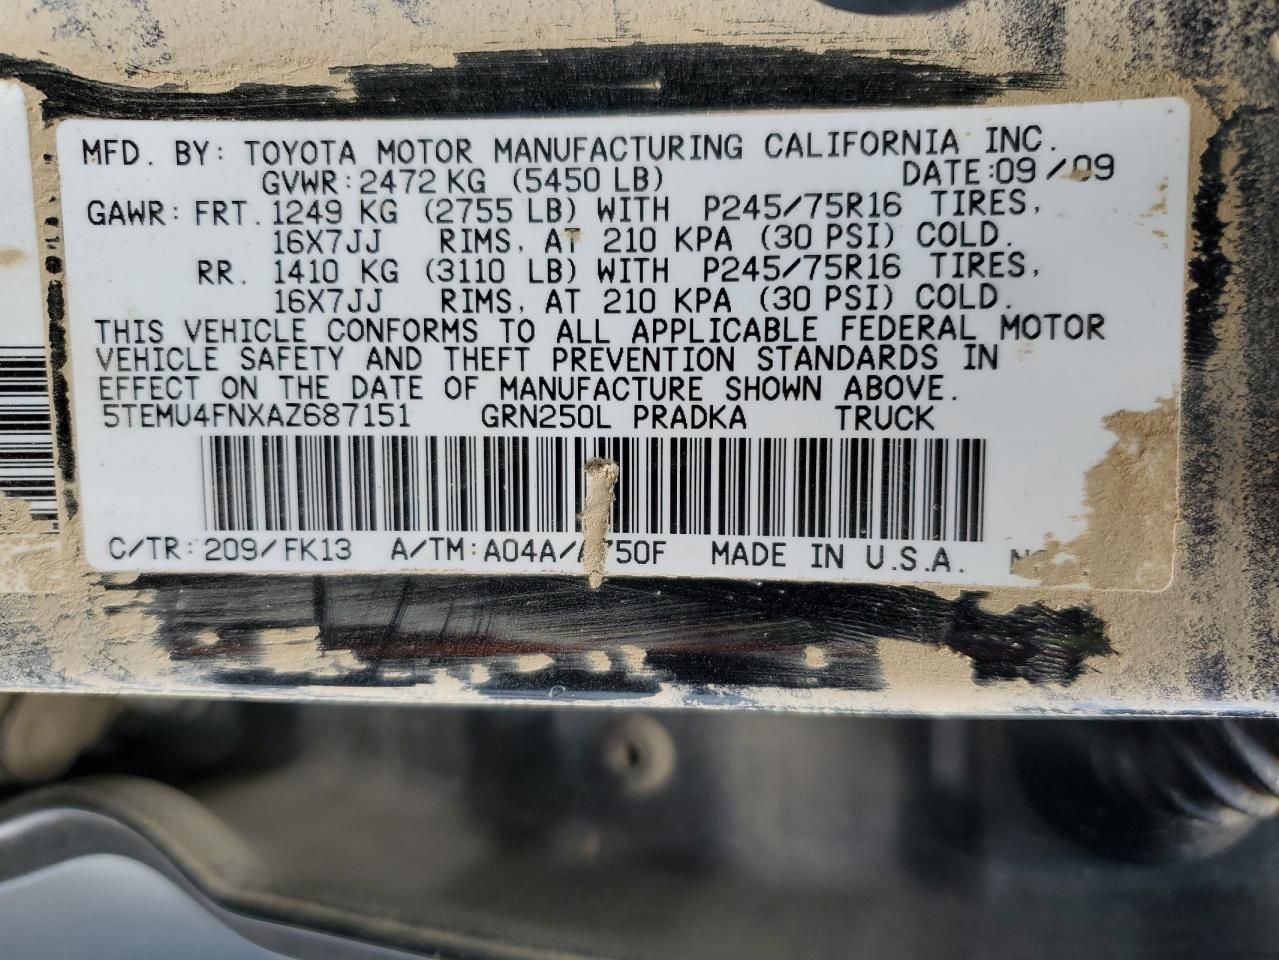 MFD. BY: TOYOTA MOTOR MANUFACTURING CALIFORNIA INC.
GVWR: 2472 KG (5450 LB) DATE: 09/09
GAWR: FRT. 1249 KG (2755 LB) WITH P245/75R16 TIRES,
16X7JJ RIMS, AT 210 KPA (30 PSI) COLD.
RR. 1410 KG (3110 LB) WITH P245/75R16 TIRES,
16X7JJ RIMS, AT 210 KPA (30 PSI) COLD.
THIS VEHICLE CONFORMS TO ALL APPLICABLE FEDERAL MOTOR
VEHICLE SAFETY AND THEFT PREVENTION STANDARDS IN
EFFECT ON THE DATE OF MANUFACTURE SHOWN ABOVE.
5TEMU4FNXAZ687151 GRN250L PRADKA TRUCK
C/TR: 209/FK13 A/TM: A04A/A750F MADE IN U.S.A.